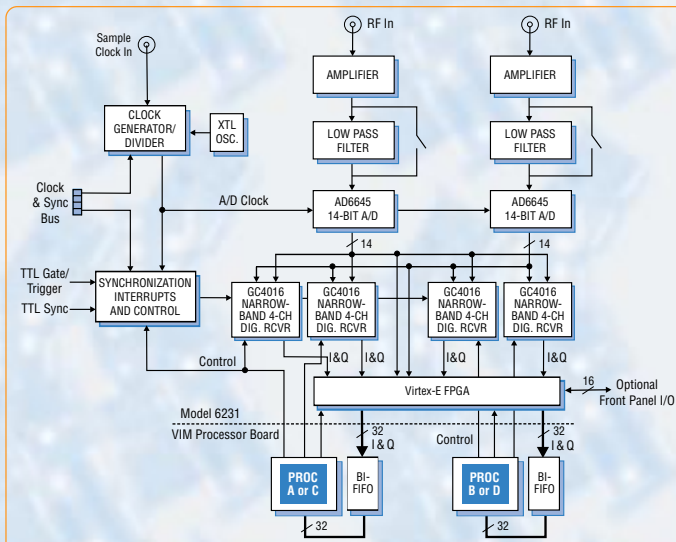 Sample
Clock In
RF In
RF In
AMPLIFIER
AMPLIFIER
CLOCK
GENERATOR/
DIVIDER
XTL
OSC.
LOW PASS
FILTER
LOW PASS
FILTER
Clock
& Sync
Bus
A/D Clock
AD6645
14-BIT A/D
AD6645
14-BIT A/D
14
14
TTL Gate/
Trigger
TTL Sync
SYNCHRONIZATION
INTERRUPTS
AND CONTROL
GC4016
NARROW-
BAND 4-CH
DIG. RCVR
GC4016
NARROW-
BAND 4-CH
DIG. RCVR
GC4016
NARROW-
BAND 4-CH
DIG. RCVR
GC4016
NARROW-
BAND 4-CH
DIG. RCVR
Control
I&Q
I&Q
I&Q
I&Q
Virtex-E FPGA
16
Optional
Front Panel I/O
Model 6231
VIM Processor Board
32
I & Q
Control
32
I & Q
PROC
A or C
BI-
FIFO
PROC
B or D
BI-
FIFO
32
32